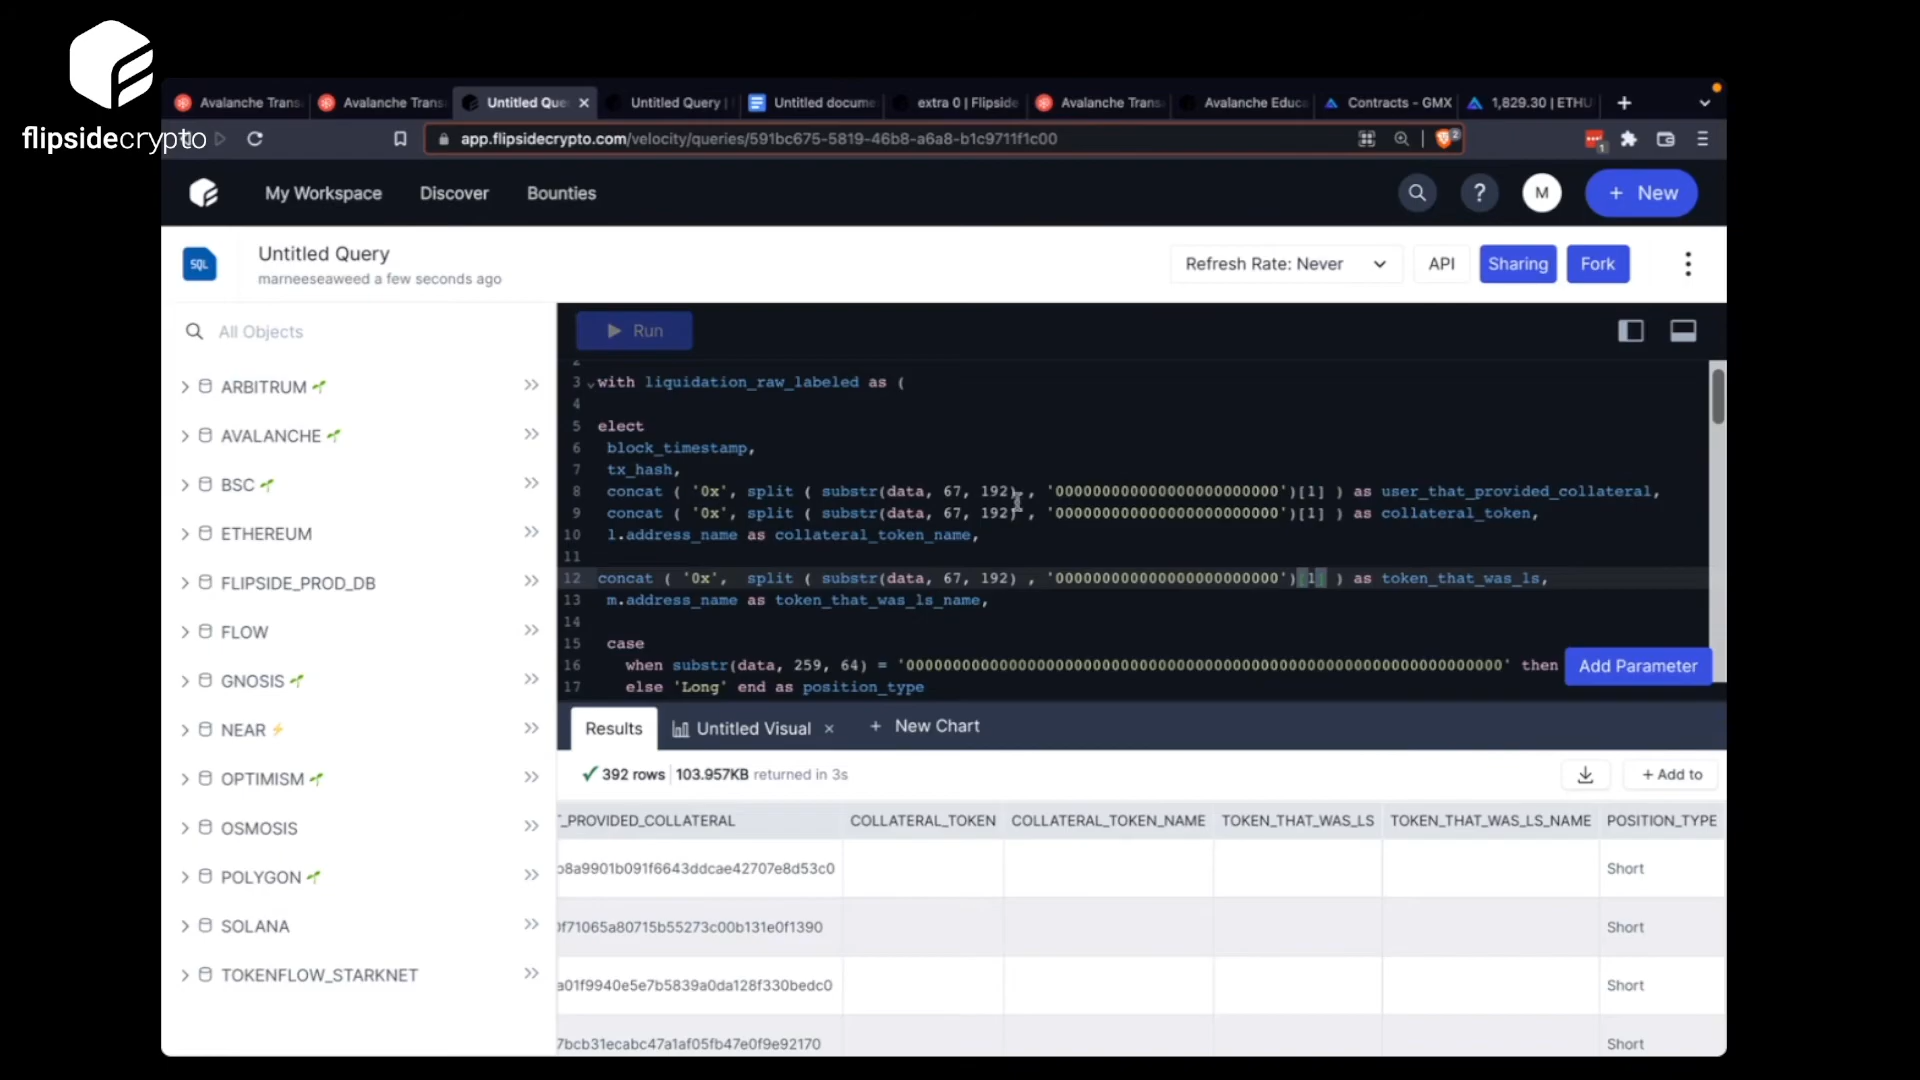 flipsidecrypto
Avalanche Trans
Avalanche Trans
Untitled Que
Untitled Query |
Untitled docume
extra 0 | Flipside
Avalanche Trans
Avalanche Educa
Contracts - GMX
1,829.30 | ETHU
app.flipsidecrypto.com/velocity/queries/591bc675-5819-46b8-a6a8-b1c9711f1c00
2
1
My Workspace
Discover
Bounties
?
M
+ New
SQL
Untitled Query
marneeseaweed a few seconds ago
Refresh Rate: Never
API
Sharing
Fork
All Objects
ARBITRUM
AVALANCHE
BSC
ETHEREUM
FLIPSIDE_PROD_DB
FLOW
GNOSIS
NEAR
OPTIMISM
OSMOSIS
POLYGON
SOLANA
TOKENFLOW_STARKNET
Run
2
3 with liquidation_raw_labeled as (
4
5 elect
6 block_timestamp,
7 tx_hash,
8 concat ( '0x', split ( substr(data, 67, 192) , '000000000000000000000000')[1] ) as user_that_provided_collateral,
9 concat ( '0x', split ( substr(data, 67, 192) , '000000000000000000000000')[1] ) as collateral_token,
10 l.address_name as collateral_token_name,
11
12 concat ( '0x', split ( substr(data, 67, 192) , '000000000000000000000000')[1] ) as token_that_was_ls,
13 m.address_name as token_that_was_ls_name,
14
15 case
16 when substr(data, 259, 64) = '0000000000000000000000000000000000000000000000000000000000000000' then
17 else 'Long' end as position_type
Add Parameter
Results
Untitled Visual
+ New Chart
392 rows
103.957KB returned in 3s
+ Add to
_PROVIDED_COLLATERAL
COLLATERAL_TOKEN
COLLATERAL_TOKEN_NAME
TOKEN_THAT_WAS_LS
TOKEN_THAT_WAS_LS_NAME
POSITION_TYPE
b8a9901b091f6643ddcae42707e8d53c0
Short
0f71065a80715b55273c00b131e0f1390
Short
a01f9940e5e7b5839a0da128f330bedc0
Short
7bcb31ecabc47a1af05fb47e0f9e92170
Short